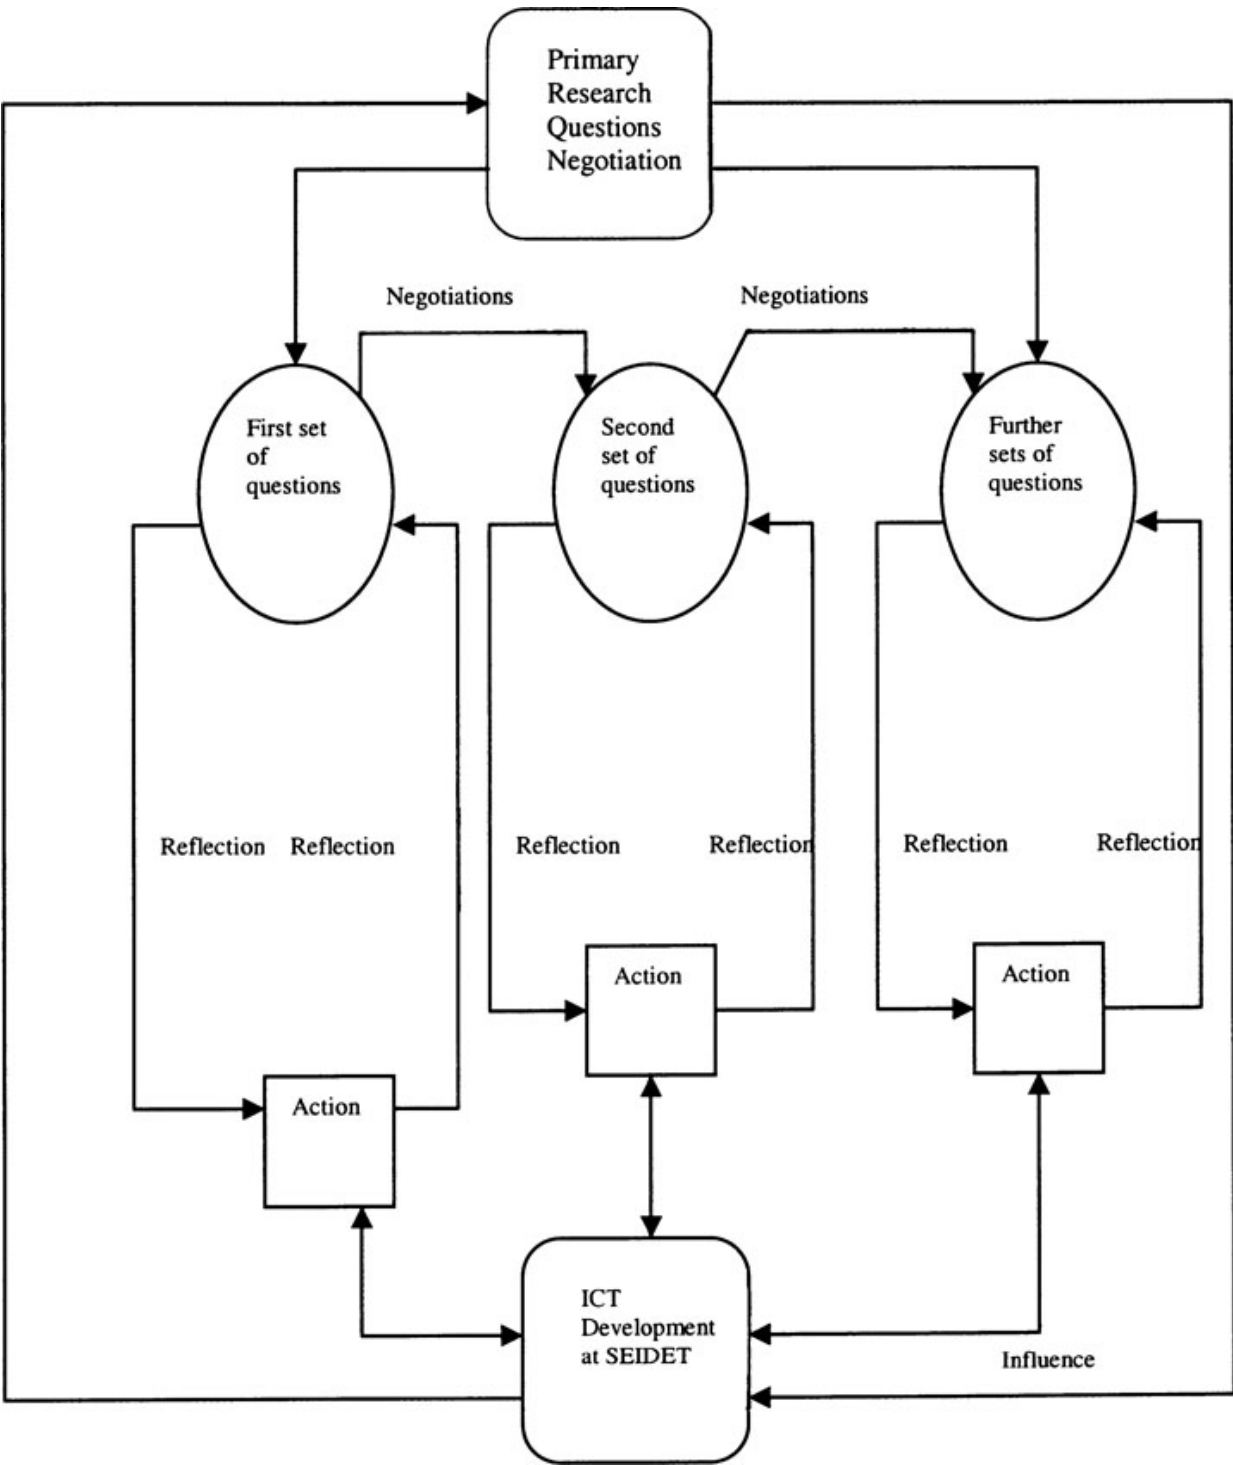 Primary
Research
Questions
Negotiation
Negotiations
Negotiations
First set
of
questions
Second
set of
questions
Further
sets of
questions
Reflection
Reflection
Reflection
Reflection
Reflection
Reflection
Action
Action
Action
ICT
Development
at SEIDET
Influence